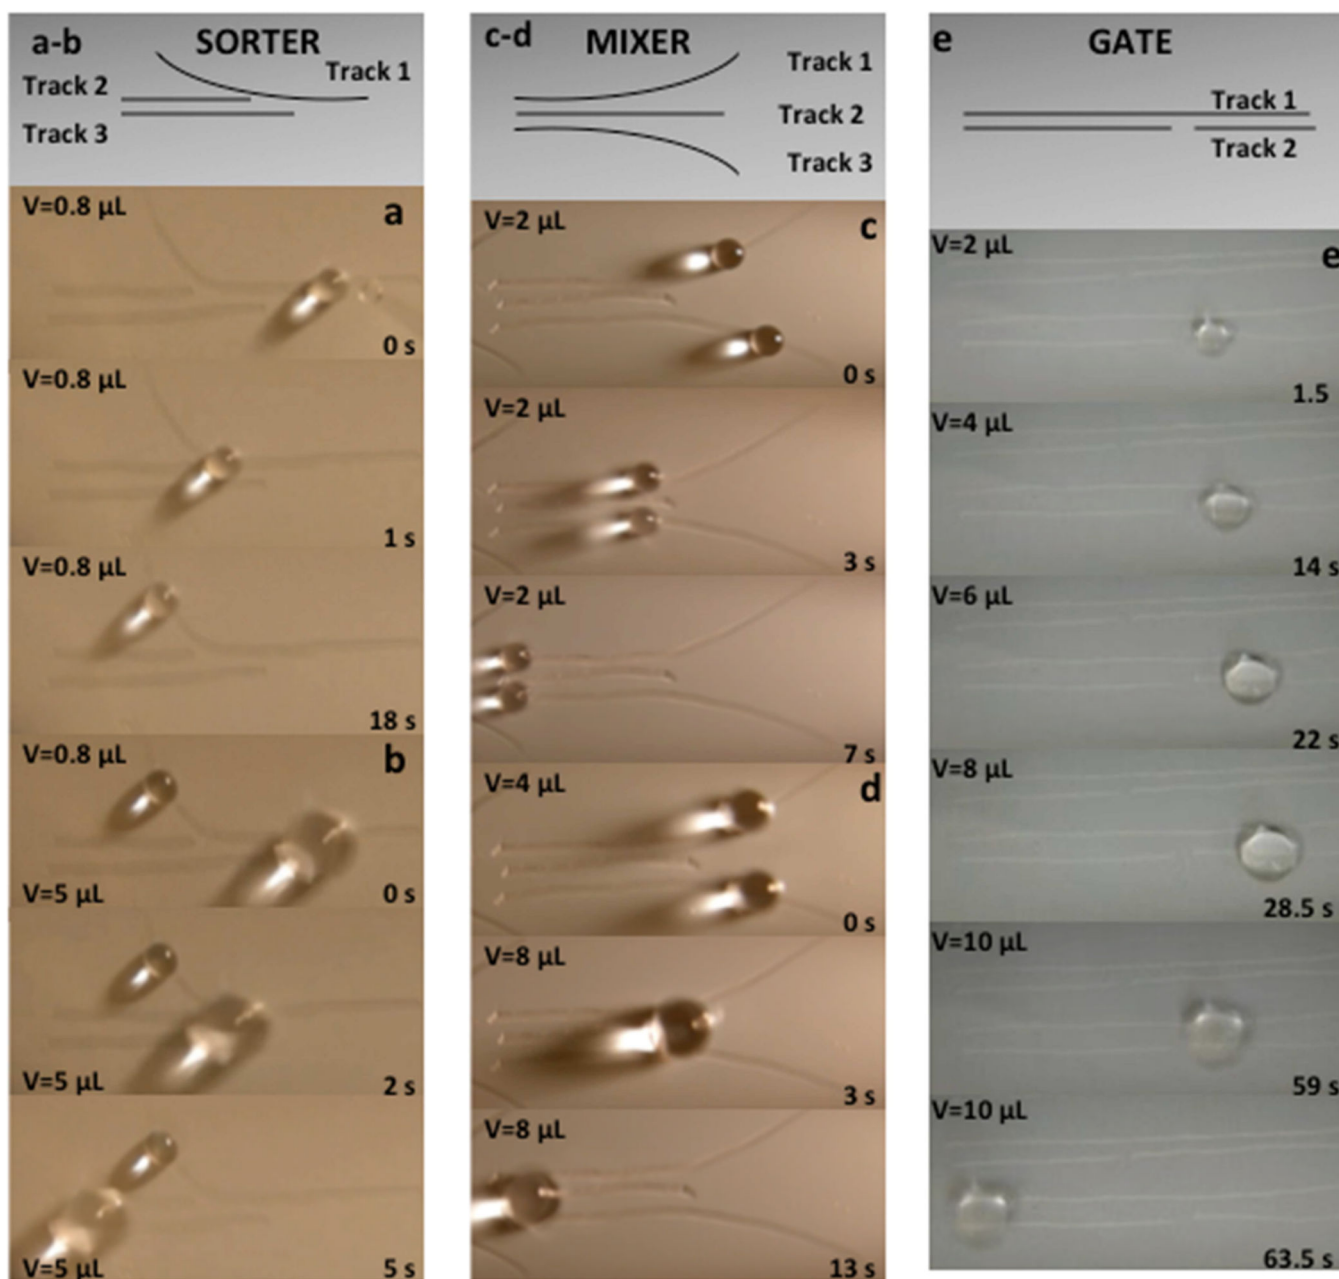 a-b SORTER
Track 1
Track 2
Track 3
V=0.8 µL a
0 s
V=0.8 µL
1 s
V=0.8 µL
18 s
V=0.8 µL b
V=5 µL 0 s
V=5 µL 2 s
V=5 µL 5 s
c-d MIXER
Track 1
Track 2
Track 3
V=2 µL c
0 s
V=2 µL
3 s
V=2 µL
7 s
V=4 µL d
0 s
V=8 µL
3 s
V=8 µL
13 s
e GATE
Track 1
Track 2
V=2 µL e
1.5
V=4 µL
14 s
V=6 µL
22 s
V=8 µL
28.5 s
V=10 µL
59 s
V=10 µL
63.5 s